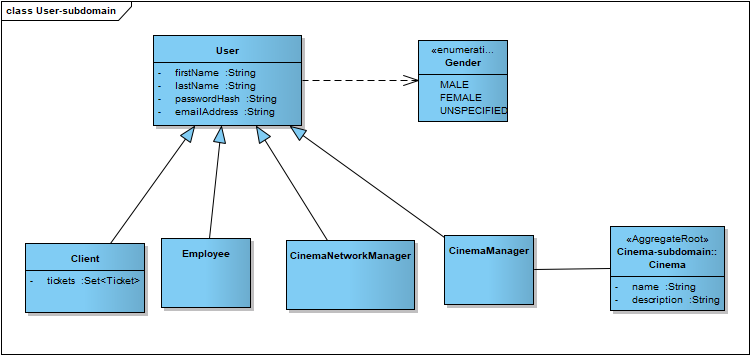 class User-subdomain
User
- firstName :String
- lastName :String
- passwordHash :String
- emailAddress :String
«enumerati...
Gender
MALE
FEMALE
UNSPECIFIED
Client
- tickets :Set<Ticket>
Employee
CinemaNetworkManager
CinemaManager
«AggregateRoot»
Cinema-subdomain::
Cinema
- name :String
- description :String